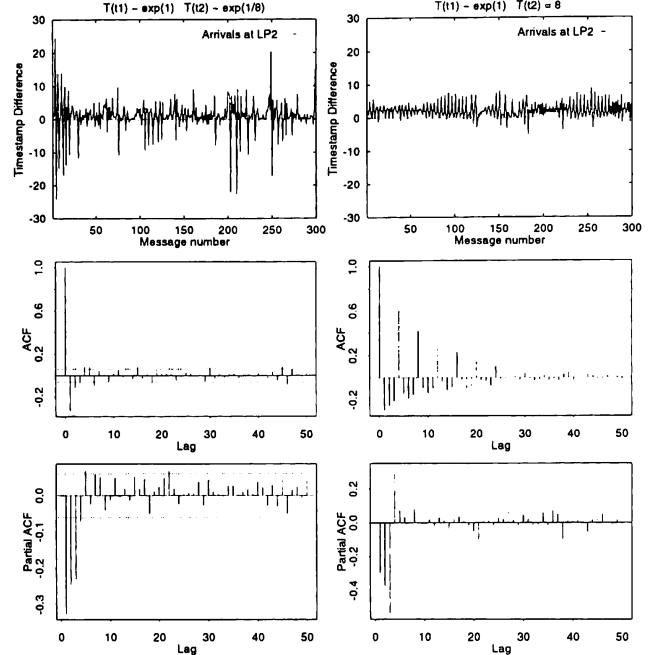 T(t1) ~ exp(1) T(t2) ~ exp(1/8)
Arrivals at LP2 -
Timestamp Difference
30
20
10
0
-10
-20
-30
50 100 150 200 250 300
Message number
T(t1) ~ exp(1) T(t2) = 8
Arrivals at LP2 -
Timestamp Difference
30
20
10
0
-10
-20
-30
50 100 150 200 250 300
Message number
ACF
1.0
0.6
0.2
-0.2
0 10 20 30 40 50
Lag
ACF
1.0
0.6
0.2
-0.2
0 10 20 30 40 50
Lag
Partial ACF
0.0
-0.1
-0.2
-0.3
0 10 20 30 40 50
Lag
Partial ACF
0.2
0.0
-0.4
0 10 20 30 40 50
Lag